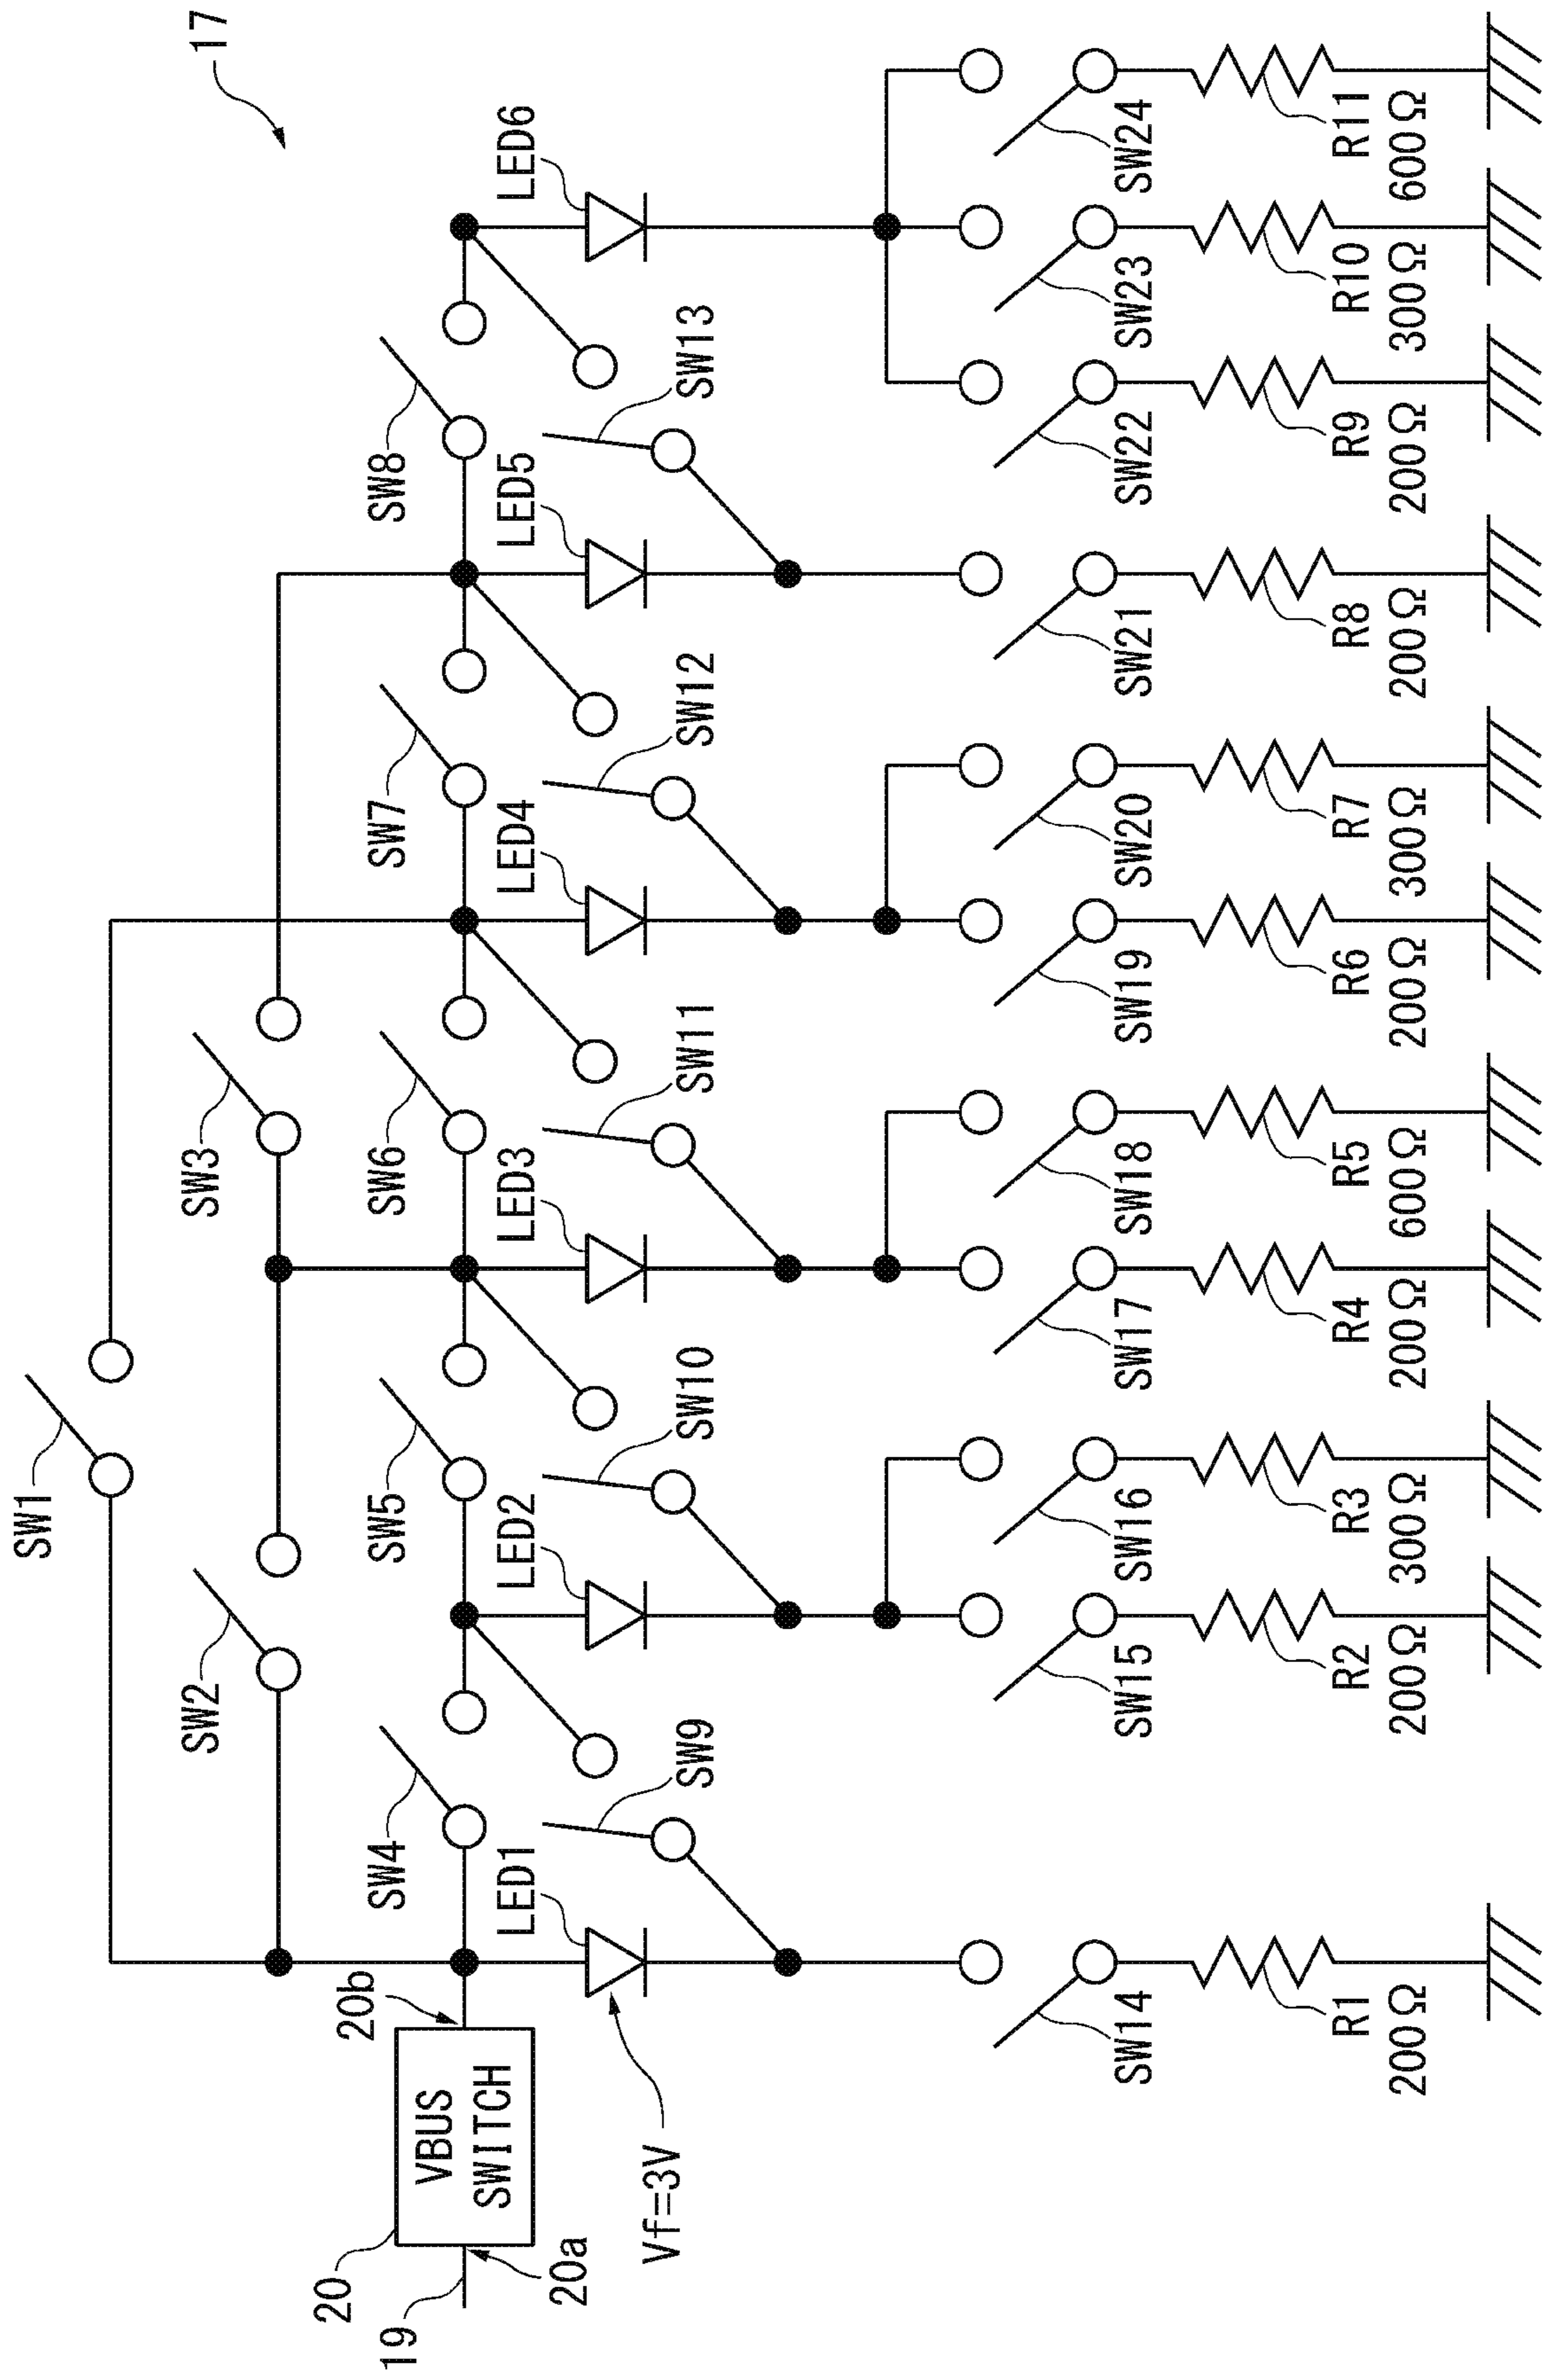 17
SW1
SW2
SW3
SW4
SW5
SW6
SW7
SW8
20
VBUS
SWITCH
20b
19
20a
LED1
LED2
LED3
LED4
LED5
LED6
Vf=3V
SW9
SW10
SW11
SW12
SW13
SW14
SW15
SW16
SW17
SW18
SW19
SW20
SW21
SW22
SW23
SW24
R1
200Ω
R2
200Ω
R3
300Ω
R4
200Ω
R5
600Ω
R6
200Ω
R7
300Ω
R8
200Ω
R9
200Ω
R10
300Ω
R11
600Ω